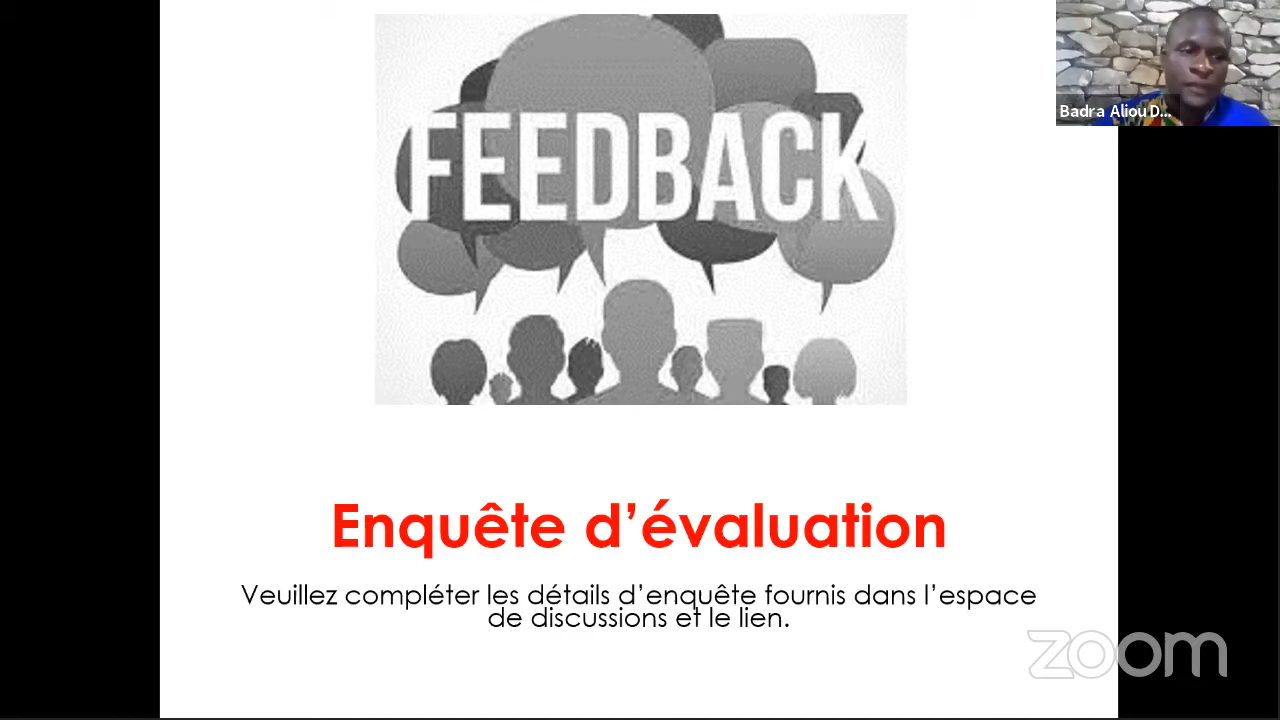 FEEDBACK
Badra Aliou D...
Enquête d’évaluation
Veuillez compléter les détails d’enquête fournis dans l’espace
de discussions et le lien.
zoom